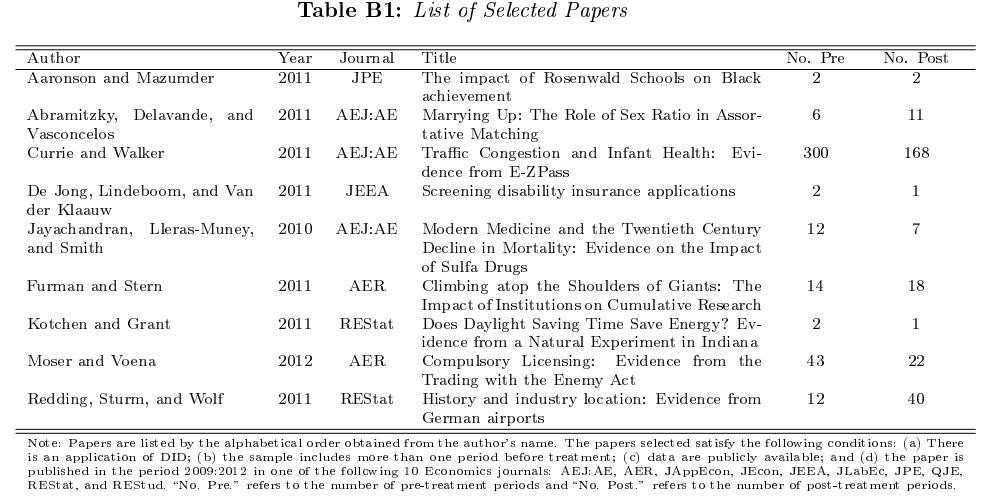 Table B1: List of Selected Papers
Author Year Journal Title No. Pre No. Post
Aaronson and Mazumder 2011 JPE The impact of Rosenwald Schools on Black 2 2
achievement
Abramitzky, Delavande, and 2011 AEJ:AE Marrying Up: The Role of Sex Ratio in Assor- 6 11
Vasconcelos tative Matching
Currie and Walker 2011 AEJ:AE Traffic Congestion and Infant Health: Evi- 300 168
dence from E-ZPass
De Jong, Lindeboom, and Van 2011 JEEA Screening disability insurance applications 2 1
der Klaauw
Jayachandran, Lleras-Muney, 2010 AEJ:AE Modern Medicine and the Twentieth Century 12 7
and Smith Decline in Mortality: Evidence on the Impact
of Sulfa Drugs
Furman and Stern 2011 AER Climbing atop the Shoulders of Giants: The 14 18
Impact of Institutions on Cumulative Research
Kotchen and Grant 2011 REStat Does Daylight Saving Time Save Energy? Ev- 2 1
idence from a Natural Experiment in Indiana
Moser and Voena 2012 AER Compulsory Licensing: Evidence from the 43 22
Trading with the Enemy Act
Redding, Sturm, and Wolf 2011 REStat History and industry location: Evidence from 12 40
German airports
Note: Papers are listed by the alphabetical order obtained from the author's name. The papers selected satisfy the following conditions: (a) There
is an application of DID; (b) the sample includes more than one period before treatment; (c) data are publicly available; and (d) the paper is
published in the period 2009:2012 in one of the following 10 Economics journals: AEJ:AE, AER, JAppEcon, JEcon, JEEA, JLabEc, JPE, QJE,
REStat, and REStud. "No. Pre." refers to the number of pre-treatment periods and "No. Post." refers to the number of post-treatment periods.